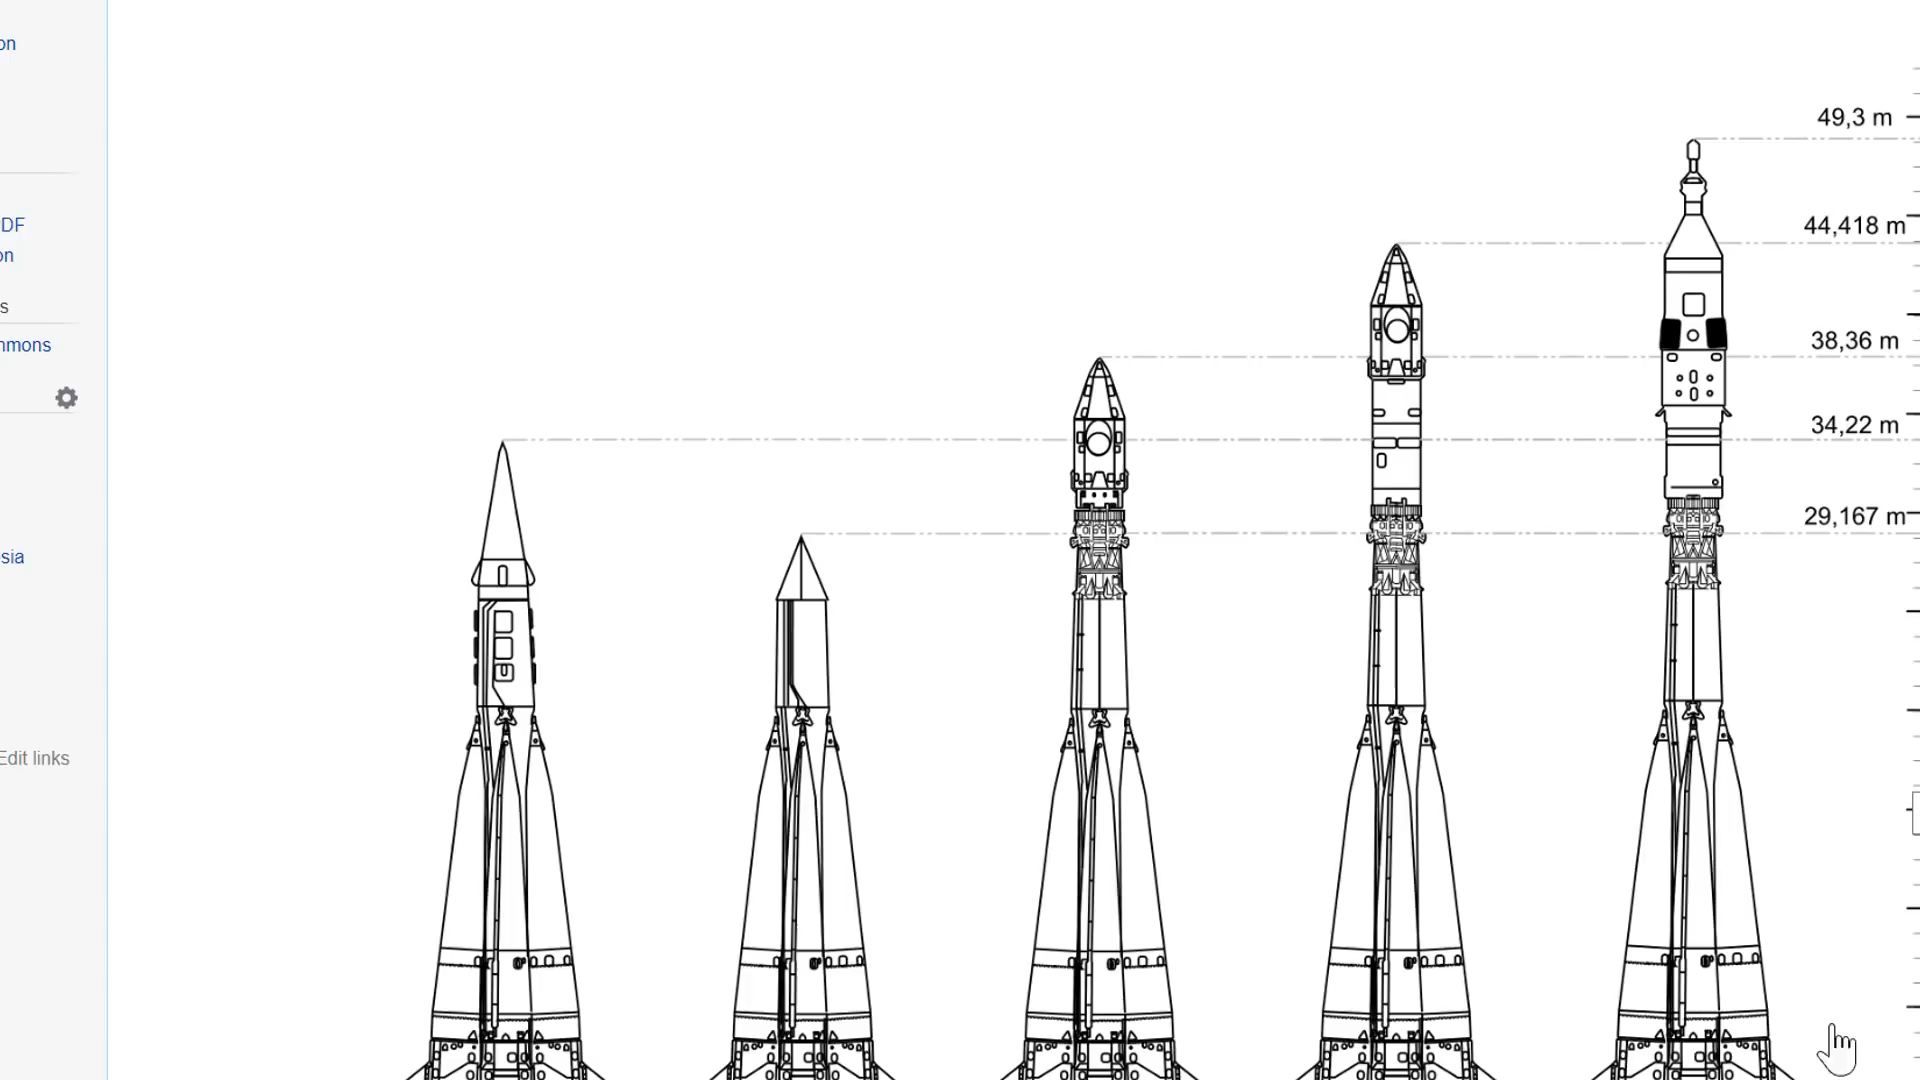 on
DF
on
s
mmons
sia
Edit links
49,3 m
44,418 m
38,36 m
34,22 m
29,167 m